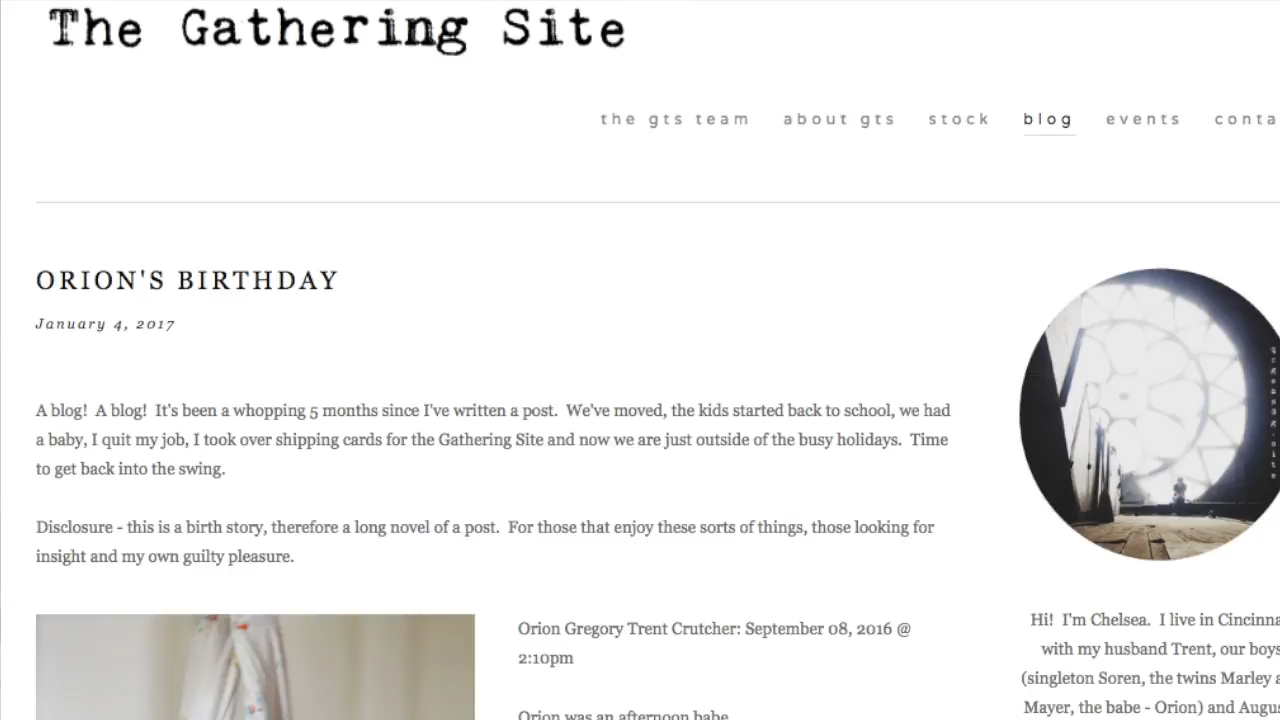 The Gathering Site
the gts team about gts stock blog events conta
ORION'S BIRTHDAY
January 4, 2017
A blog! A blog! It's been a whopping 5 months since I've written a post. We've moved, the kids started back to school, we had
a baby, I quit my job, I took over shipping cards for the Gathering Site and now we are just outside of the busy holidays. Time
to get back into the swing.
Disclosure - this is a birth story, therefore a long novel of a post. For those that enjoy these sorts of things, those looking for
insight and my own guilty pleasure.
Orion Gregory Trent Crutcher: September 08, 2016 @
2:10pm
Orion was an afternoon babe
Hi! I'm Chelsea. I live in Cincinna
with my husband Trent, our boys
(singleton Soren, the twins Marley a
Mayer, the babe - Orion) and Augus